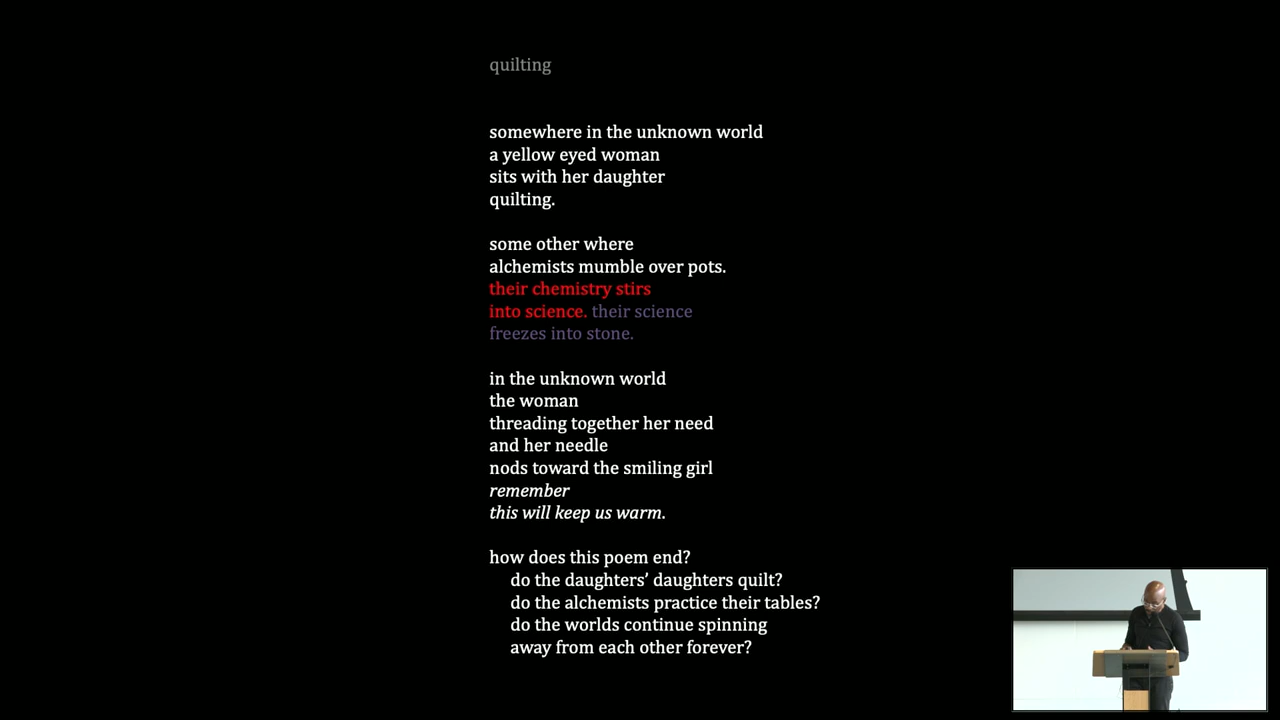 quilting
somewhere in the unknown world
a yellow eyed woman
sits with her daughter
quilting.
some other where
alchemists mumble over pots.
their chemistry stirs
into science. their science
freezes into stone.
in the unknown world
the woman
threading together her need
and her needle
nods toward the smiling girl
remember
this will keep us warm.
how does this poem end?
do the daughters’ daughters quilt?
do the alchemists practice their tables?
do the worlds continue spinning
away from each other forever?